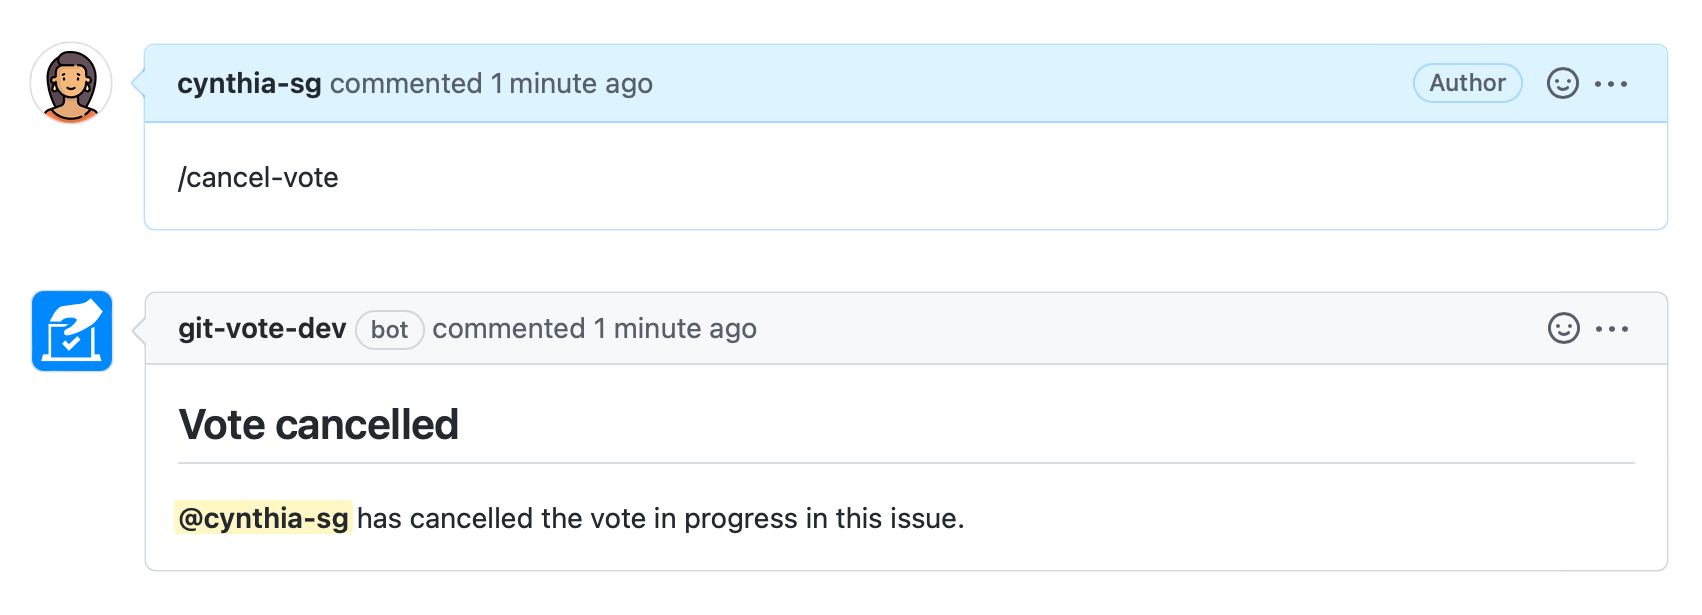 cynthia-sg commented 1 minute ago Author
/cancel-vote
git-vote-dev bot commented 1 minute ago
Vote cancelled
@cynthia-sg has cancelled the vote in progress in this issue.